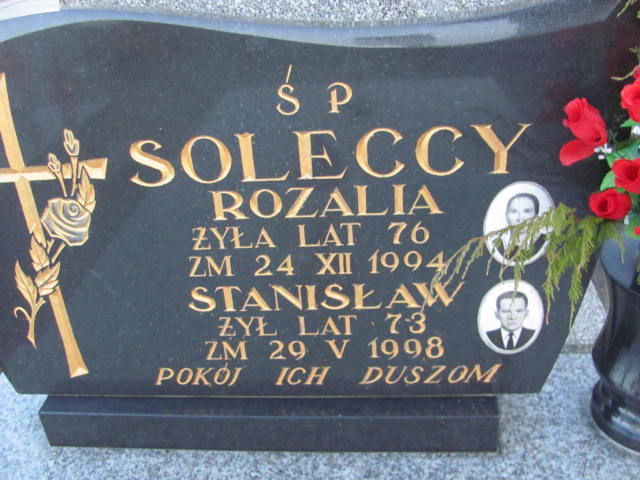 Ś P
SOLECCY
ROZALIA
ŻYŁA LAT 76
ZM 24 XII 1994
STANISŁAW
ŻYŁ LAT 73
ZM 29 V 1998
POKÓJ ICH DUSZOM